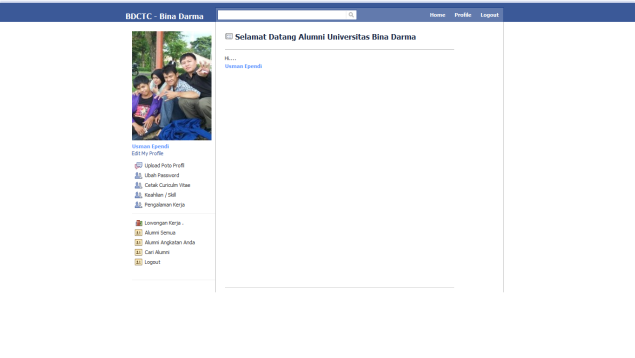 BDCTC - Bina Darma
Home Profile Logout
Selamat Datang Alumni Universitas Bina Darma
Hi....
Usman Ependi
Usman Ependi
Edit My Profile
Upload Poto Profil
Ubah Password
Cetak Curiculm Vitae
Keahlian / Skill
Pengalaman Kerja
Lowongan Kerja .
Alumni Semua
Alumni Angkatan Anda
Cari Alumni
Logout